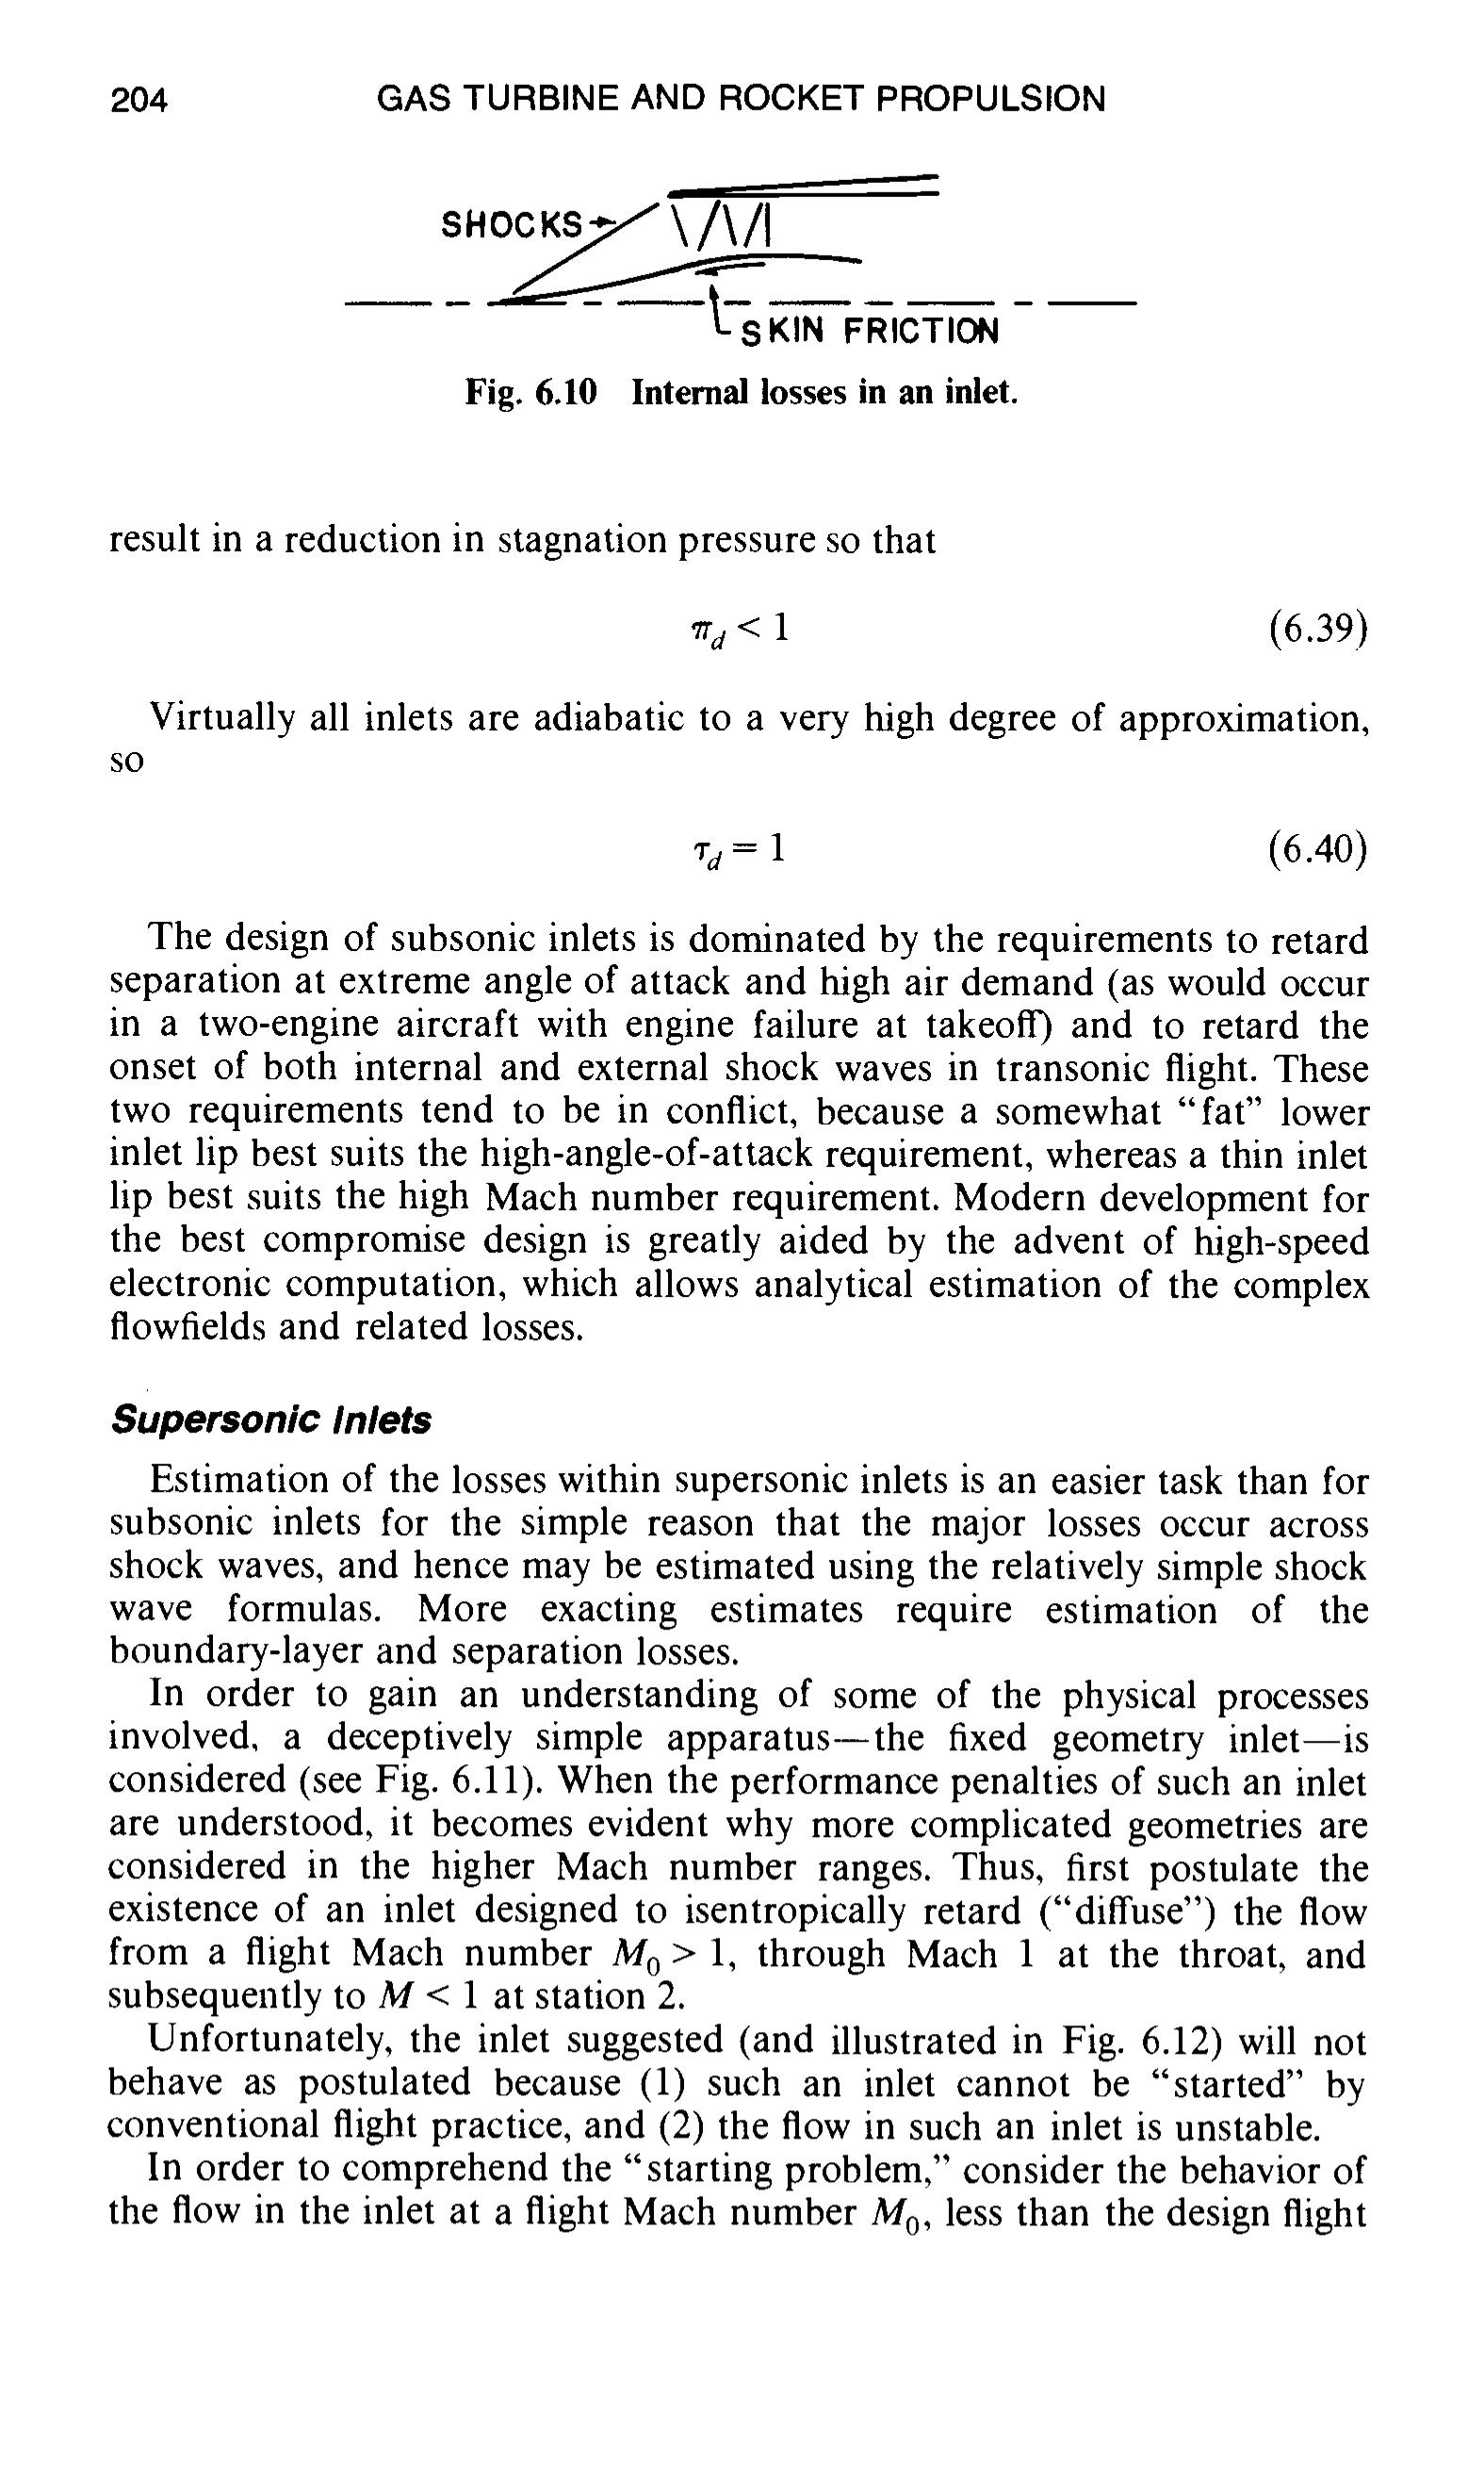 204 GAS TURBINE AND ROCKET PROPULSION
SHOCKS
SKIN FRICTION
Fig. 6.10 Internal losses in an inlet.
result in a reduction in stagnation pressure so that
π_d < 1 (6.39)
Virtually all inlets are adiabatic to a very high degree of approximation,
so
τ_d = 1 (6.40)
The design of subsonic inlets is dominated by the requirements to retard
separation at extreme angle of attack and high air demand (as would occur
in a two-engine aircraft with engine failure at takeoff) and to retard the
onset of both internal and external shock waves in transonic flight. These
two requirements tend to be in conflict, because a somewhat “fat” lower
inlet lip best suits the high-angle-of-attack requirement, whereas a thin inlet
lip best suits the high Mach number requirement. Modern development for
the best compromise design is greatly aided by the advent of high-speed
electronic computation, which allows analytical estimation of the complex
flowfields and related losses.
Supersonic Inlets
Estimation of the losses within supersonic inlets is an easier task than for
subsonic inlets for the simple reason that the major losses occur across
shock waves, and hence may be estimated using the relatively simple shock
wave formulas. More exacting estimates require estimation of the
boundary-layer and separation losses.
In order to gain an understanding of some of the physical processes
involved, a deceptively simple apparatus—the fixed geometry inlet—is
considered (see Fig. 6.11). When the performance penalties of such an inlet
are understood, it becomes evident why more complicated geometries are
considered in the higher Mach number ranges. Thus, first postulate the
existence of an inlet designed to isentropically retard (“diffuse”) the flow
from a flight Mach number M₀ > 1, through Mach 1 at the throat, and
subsequently to M < 1 at station 2.
Unfortunately, the inlet suggested (and illustrated in Fig. 6.12) will not
behave as postulated because (1) such an inlet cannot be “started” by
conventional flight practice, and (2) the flow in such an inlet is unstable.
In order to comprehend the “starting problem,” consider the behavior of
the flow in the inlet at a flight Mach number M₀, less than the design flight